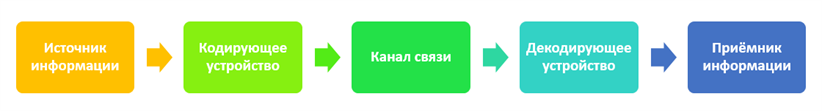 Источник
информации
Кодирующее
устройство
Канал связи
Декодирующее
устройство
Приёмник
информации